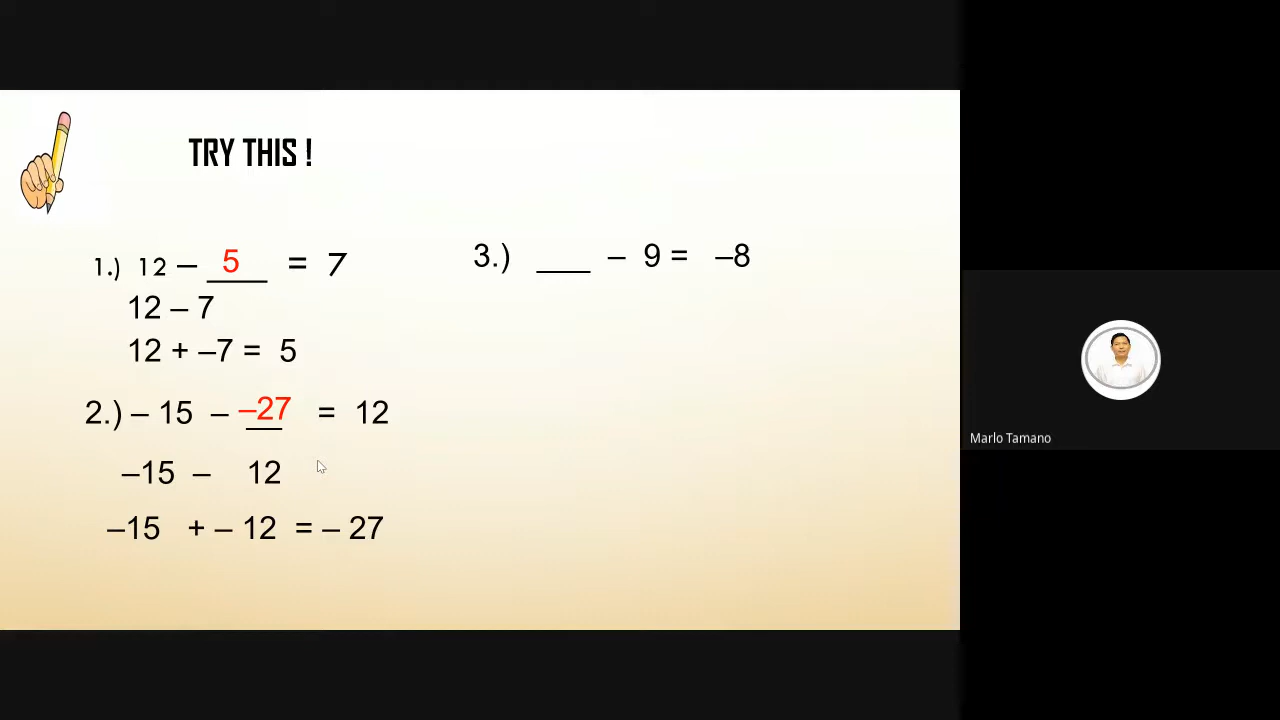 TRY THIS !
1.) 12 – 5 = 7
12 – 7
12 + –7 = 5
2.) – 15 – –27 = 12
–15 – 12
–15 + – 12 = – 27
3.) ___ – 9 = –8
Marlo Tamano